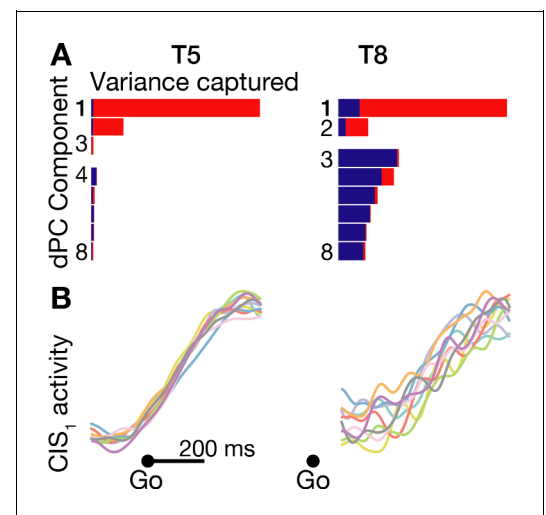 A
T5
T8
Variance captured
dPC Component
1
3
4
8
1
2
3
8
B
CIS1 activity
200 ms
Go
Go